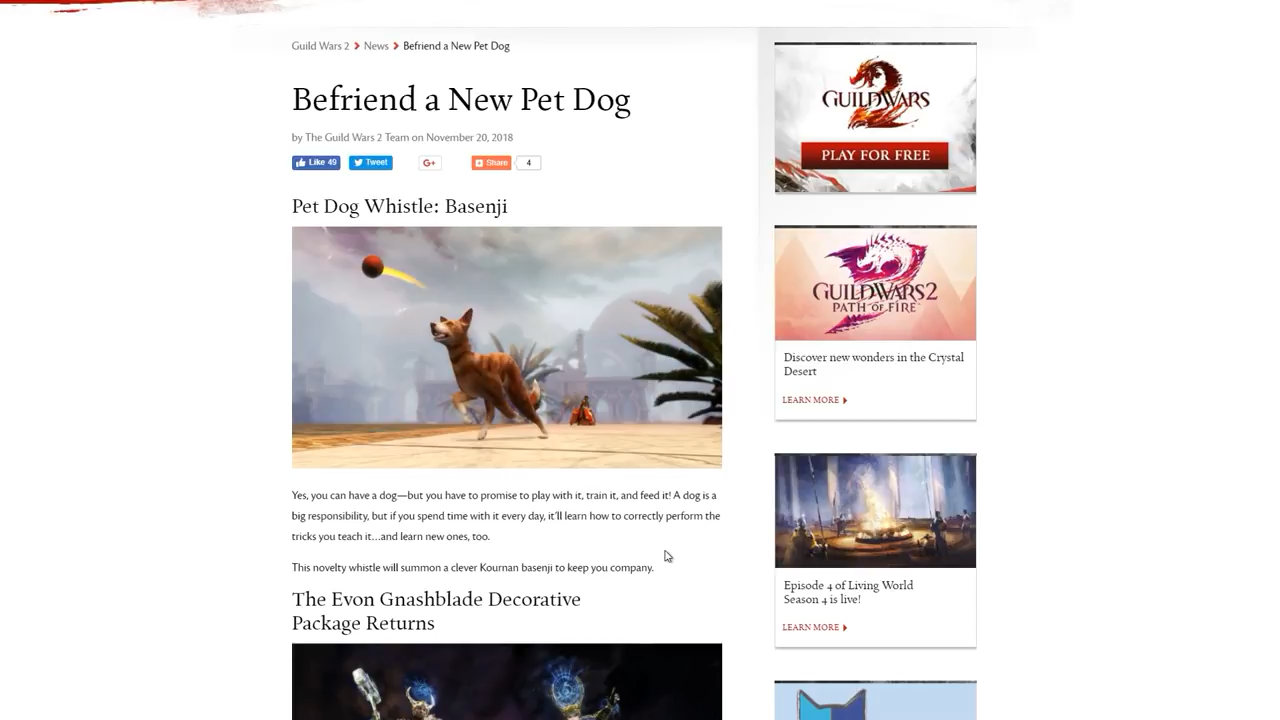 Guild Wars 2 > News > Befriend a New Pet Dog
Befriend a New Pet Dog
by The Guild Wars 2 Team on November 20, 2018
Like 49 Tweet G+ Share 4
Pet Dog Whistle: Basenji
Yes, you can have a dog—but you have to promise to play with it, train it, and feed it! A dog is a
big responsibility, but if you spend time with it every day, it'll learn how to correctly perform the
tricks you teach it…and learn new ones, too.
This novelty whistle will summon a clever Kournan basenji to keep you company.
The Evon Gnashblade Decorative
Package Returns
GUILD WARS 2
PLAY FOR FREE
GUILD WARS 2
PATH OF FIRE
Discover new wonders in the Crystal
Desert
LEARN MORE
Episode 4 of Living World
Season 4 is live!
LEARN MORE